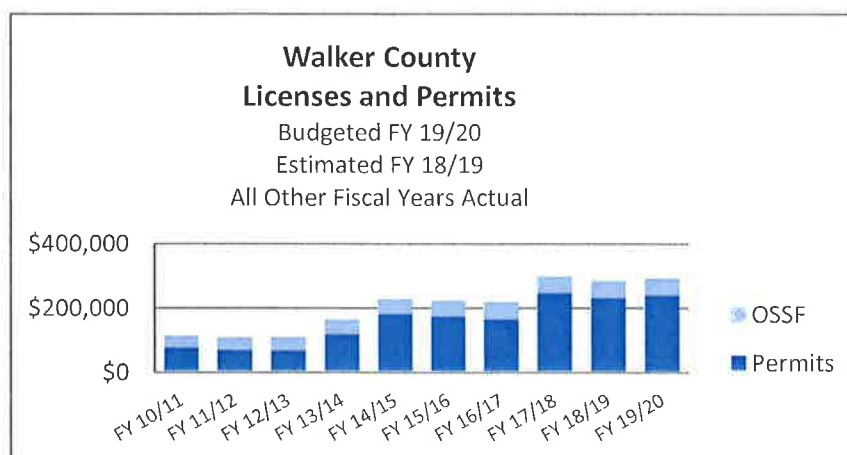 Walker County
Licenses and Permits
Budgeted FY 19/20
Estimated FY 18/19
All Other Fiscal Years Actual
$400,000
$200,000
$0
OSSF
Permits
FY 10/11
FY 11/12
FY 12/13
FY 13/14
FY 14/15
FY 15/16
FY 16/17
FY 17/18
FY 18/19
FY 19/20